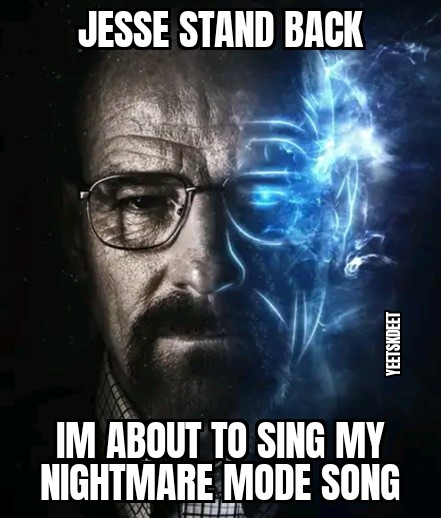 JESSE STAND BACK
YEETSKDEET
IM ABOUT TO SING MY
NIGHTMARE MODE SONG